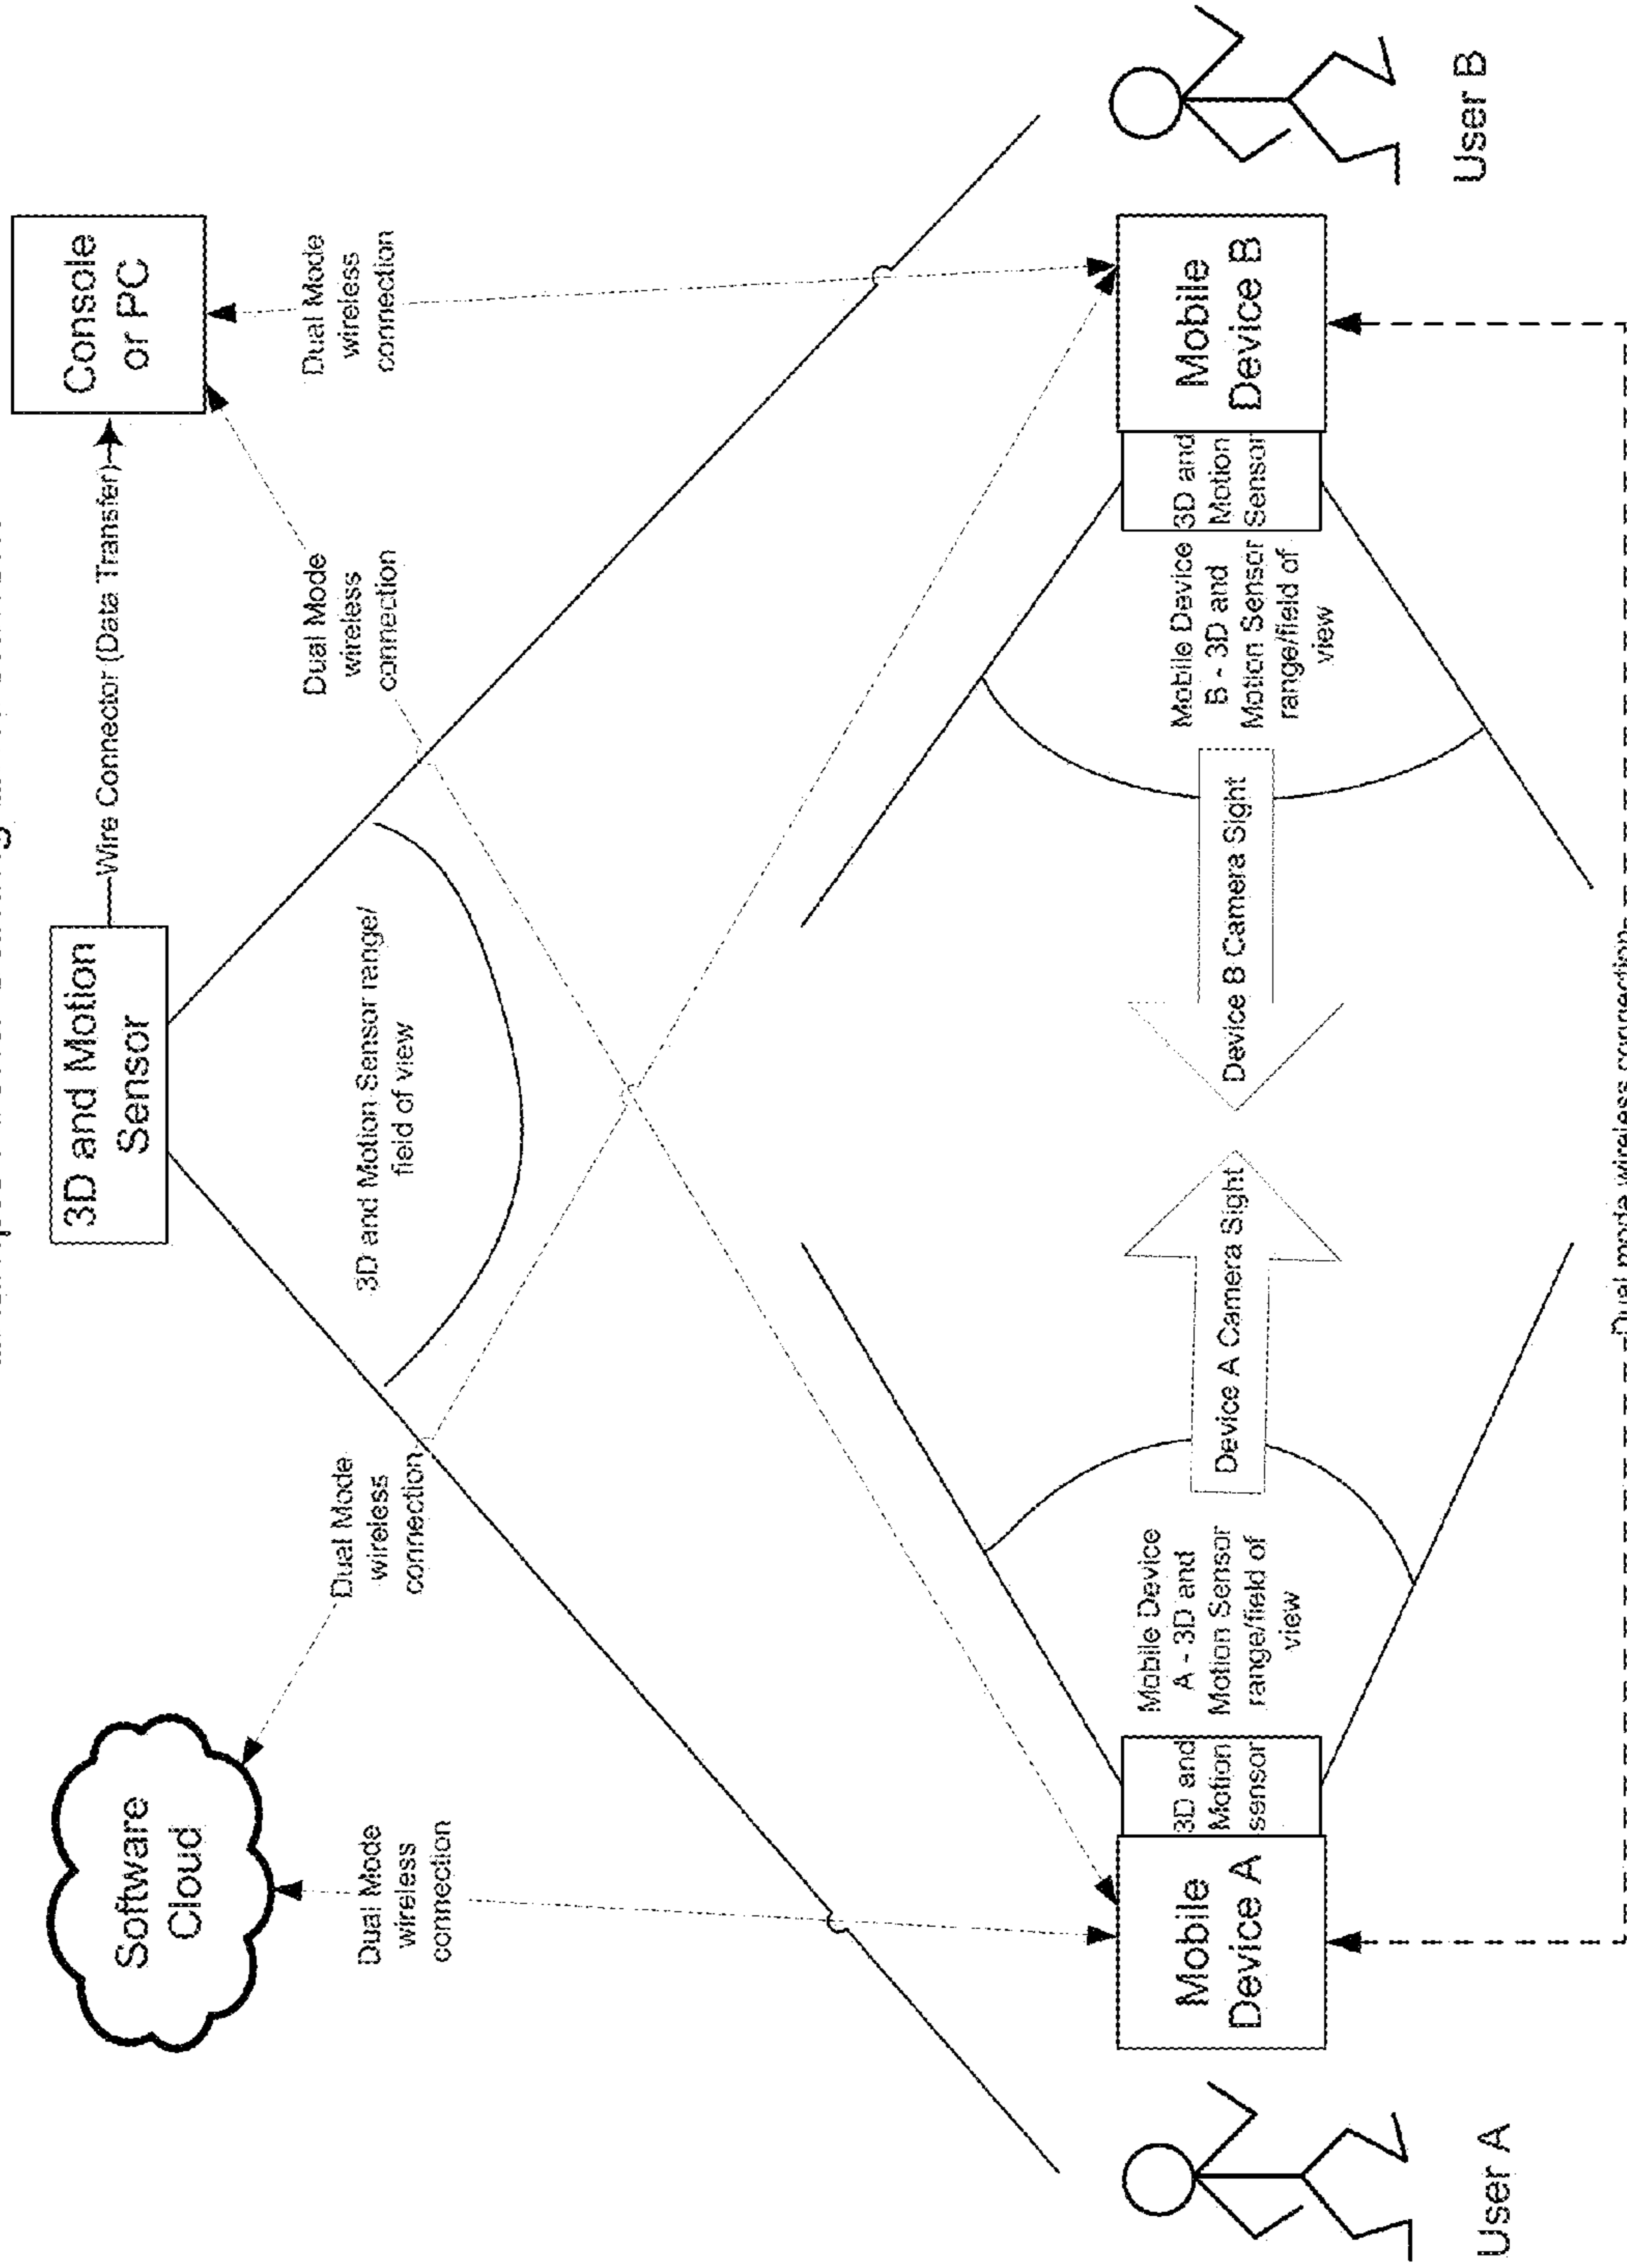 Software
Cloud
3D and Motion
Sensor
Wire Connector (Data Transfer)
Console
or PC
Dual Mode
wireless
connection
Dual Mode
wireless
connection
3D and Motion Sensor range/
field of view
Dual Mode
wireless
connection
Dual Mode
wireless
connection
User A
Mobile
Device A
3D and
Motion
sensor
Mobile Device
A - 3D and
Motion Sensor
range/field of
view
Device A Camera Sight
Device B Camera Sight
Mobile Device
B - 3D and
Motion Sensor
range/field of
view
3D and
Motion
Sensor
Mobile
Device B
User B
Dual mode wireless connection